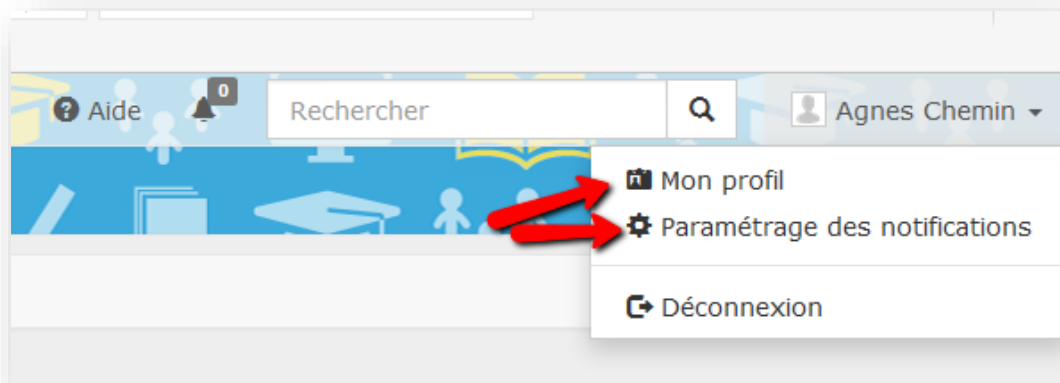 Aide
0
Rechercher
Agnes Chemin
Mon profil
Paramétrage des notifications
Déconnexion